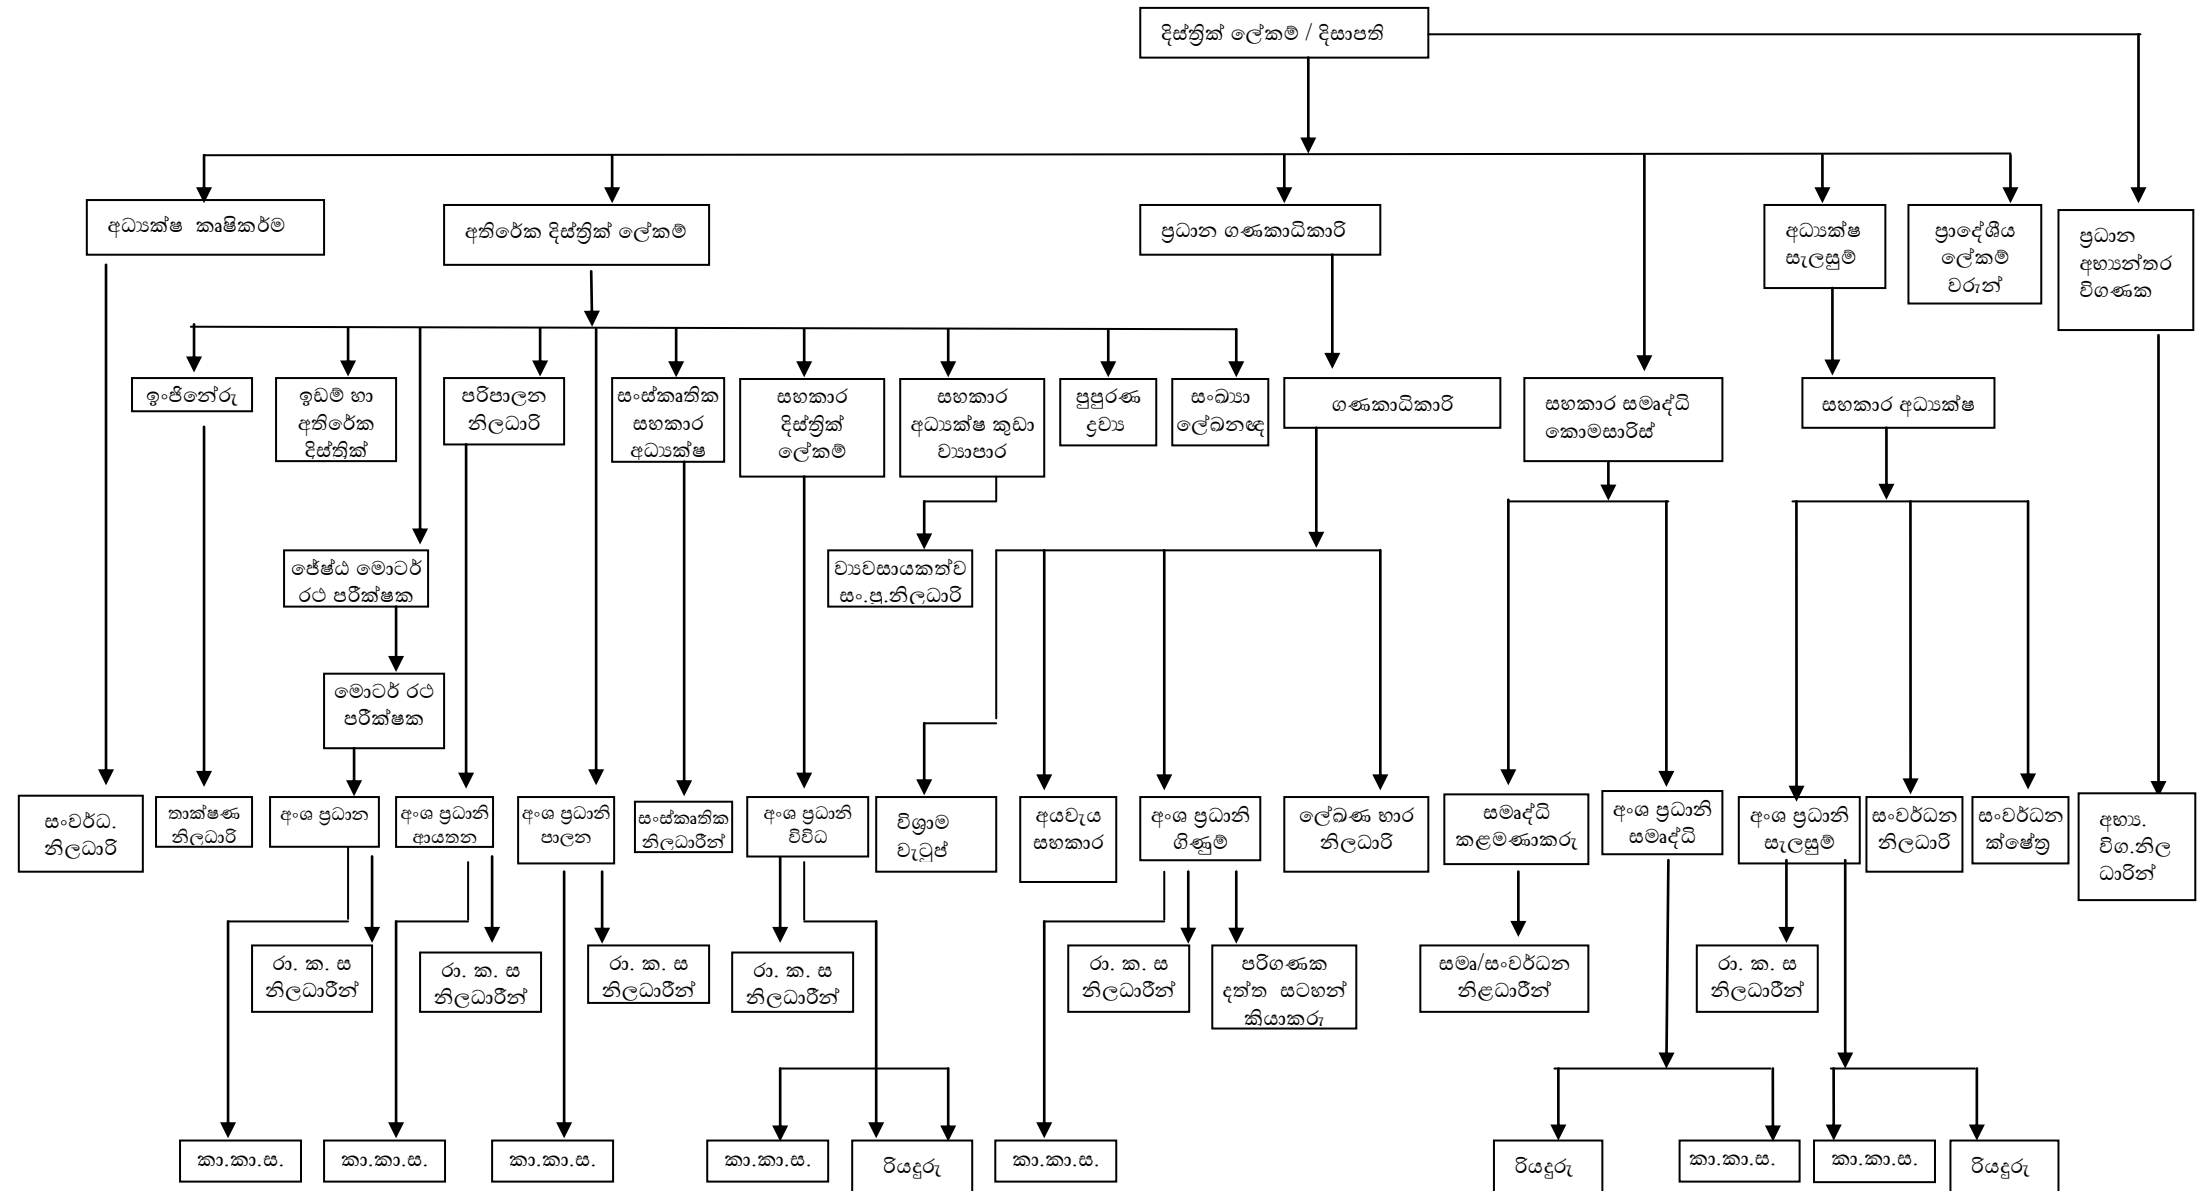 දිස්ත්‍රික් ලේකම් / දිසාපති
අධ්‍යක්ෂ කෘෂිකර්ම
අතිරේක දිස්ත්‍රික් ලේකම්
ප්‍රධාන ගණකාධිකාරි
අධ්‍යක්ෂ
සැලසුම්
ප්‍රාදේශීය
ලේකම්
වරුන්
ප්‍රධාන
අභ්‍යන්තර
විගණක
ඉංජිනේරු
ඉඩම් හා
අතිරේක
දිස්ත්‍රික්
පරිපාලන
නිලධාරි
සංස්කෘතික
සහකාර
අධ්‍යක්ෂ
සහකාර
දිස්ත්‍රික්
ලේකම්
සහකාර
අධ්‍යක්ෂ කුඩා
ව්‍යාපාර
පුපුරණ
ද්‍රව්‍ය
සංඛ්‍යා
ලේඛනඥ
ගණකාධිකාරි
සහකාර සමෘද්ධි
කොමසාරිස්
සහකාර අධ්‍යක්ෂ
ජේෂ්ඨ මොටර්
රථ පරීක්ෂක
ව්‍යවසායකත්ව
සං.පු.නිලධාරි
මොටර් රථ
පරීක්ෂක
සංවර්ධ.
නිලධාරි
තාක්ෂණ
නිලධාරි
අංශ ප්‍රධාන
අංශ ප්‍රධානි
ආයතන
අංශ ප්‍රධානි
පාලන
සංස්කෘතික
නිලධාරීන්
අංශ ප්‍රධානි
විවිධ
විශ්‍රාම
වැටුප්
අයවැය
සහකාර
අංශ ප්‍රධානි
ගිණුම්
ලේඛණ භාර
නිලධාරි
සමෘද්ධි
කළමණාකරු
අංශ ප්‍රධානි
සමෘද්ධි
අංශ ප්‍රධානි
සැලසුම්
සංවර්ධන
නිලධාරි
සංවර්ධන
ක්ෂේත්‍ර
අභ්‍ය.
විග.නිල
ධාරින්
රා. ක. ස
නිලධාරීන්
රා. ක. ස
නිලධාරීන්
රා. ක. ස
නිලධාරීන්
රා. ක. ස
නිලධාරීන්
රා. ක. ස
නිලධාරීන්
පරිගණක
දත්ත සටහන්
ක්‍රියාකරු
සමෘ/සංවර්ධන
නිළධාරීන්
රා. ක. ස
නිලධාරීන්
කා.කා.ස.
කා.කා.ස.
කා.කා.ස.
කා.කා.ස.
රියදුරු
කා.කා.ස.
රියදුරු
කා.කා.ස.
කා.කා.ස.
රියදුරු